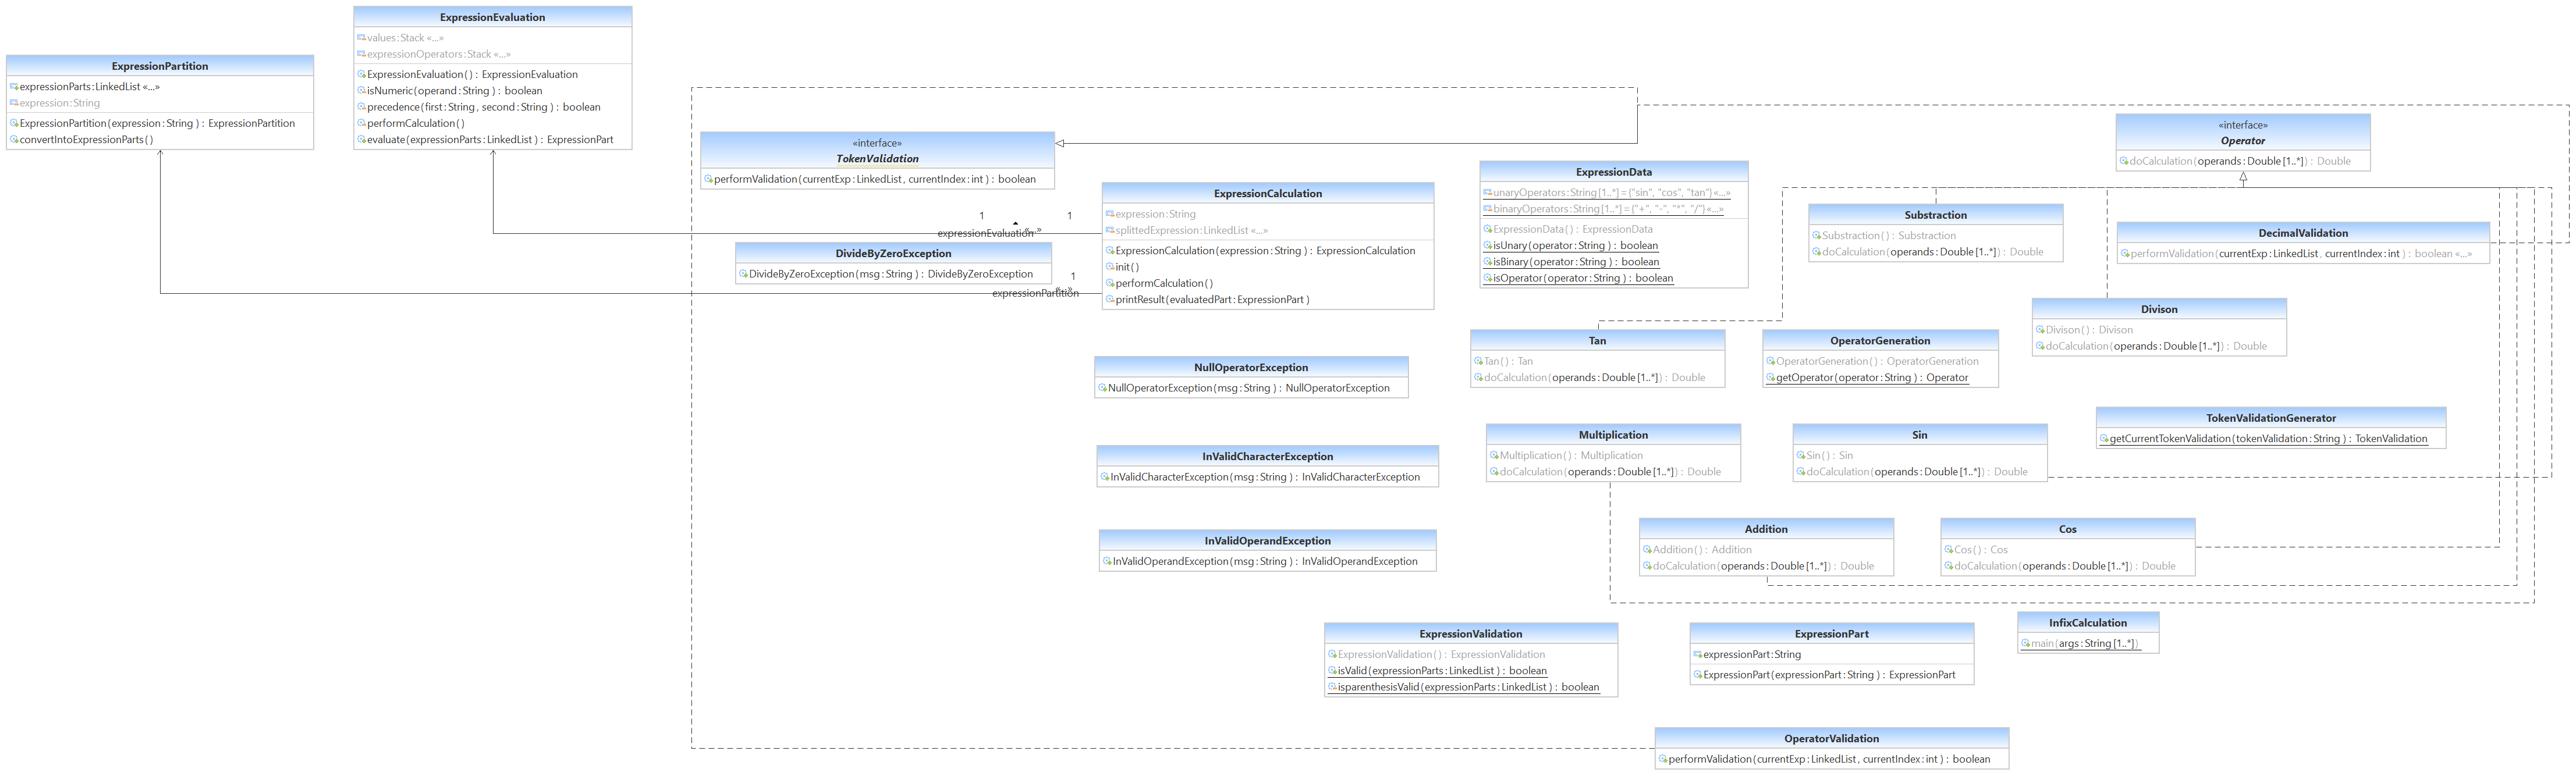 ExpressionPartition
expressionParts:LinkedList «...»
expression:String
ExpressionPartition(expression:String) : ExpressionPartition
convertIntoExpressionParts()
ExpressionEvaluation
values:Stack «...»
expressionOperators:Stack «...»
ExpressionEvaluation() : ExpressionEvaluation
isNumeric(operand:String) : boolean
precedence(first:String, second:String) : boolean
performCalculation()
evaluate(expressionParts:LinkedList) : ExpressionPart
«interface»
TokenValidation
performValidation(currentExp:LinkedList, currentIndex:int) : boolean
1
1
expressionEvaluation
«...»
1
expressionPartition
«...»
DivideByZeroException
DivideByZeroException(msg:String) : DivideByZeroException
ExpressionCalculation
expression:String
splittedExpression:LinkedList «...»
ExpressionCalculation(expression:String) : ExpressionCalculation
init()
performCalculation()
printResult(evaluatedPart:ExpressionPart)
ExpressionData
unaryOperators:String[1..*] = {"sin", "cos", "tan"} «...»
binaryOperators:String[1..*] = {"+", "-", "*", "/"} «...»
ExpressionData() : ExpressionData
isUnary(operator:String) : boolean
isBinary(operator:String) : boolean
isOperator(operator:String) : boolean
«interface»
Operator
doCalculation(operands:Double[1..*]) : Double
Substraction
Substraction() : Substraction
doCalculation(operands:Double[1..*]) : Double
DecimalValidation
performValidation(currentExp:LinkedList, currentIndex:int) : boolean «...»
Divison
Divison() : Divison
doCalculation(operands:Double[1..*]) : Double
Tan
Tan() : Tan
doCalculation(operands:Double[1..*]) : Double
OperatorGeneration
OperatorGeneration() : OperatorGeneration
getOperator(operator:String) : Operator
NullOperatorException
NullOperatorException(msg:String) : NullOperatorException
TokenValidationGenerator
getCurrentTokenValidation(tokenValidation:String) : TokenValidation
Multiplication
Multiplication() : Multiplication
doCalculation(operands:Double[1..*]) : Double
Sin
Sin() : Sin
doCalculation(operands:Double[1..*]) : Double
InValidCharacterException
InValidCharacterException(msg:String) : InValidCharacterException
Addition
Addition() : Addition
doCalculation(operands:Double[1..*]) : Double
Cos
Cos() : Cos
doCalculation(operands:Double[1..*]) : Double
InValidOperandException
InValidOperandException(msg:String) : InValidOperandException
InfixCalculation
main(args:String[1..*])
ExpressionValidation
ExpressionValidation() : ExpressionValidation
isValid(expressionParts:LinkedList) : boolean
isparenthesisValid(expressionParts:LinkedList) : boolean
ExpressionPart
expressionPart:String
ExpressionPart(expressionPart:String) : ExpressionPart
OperatorValidation
performValidation(currentExp:LinkedList, currentIndex:int) : boolean